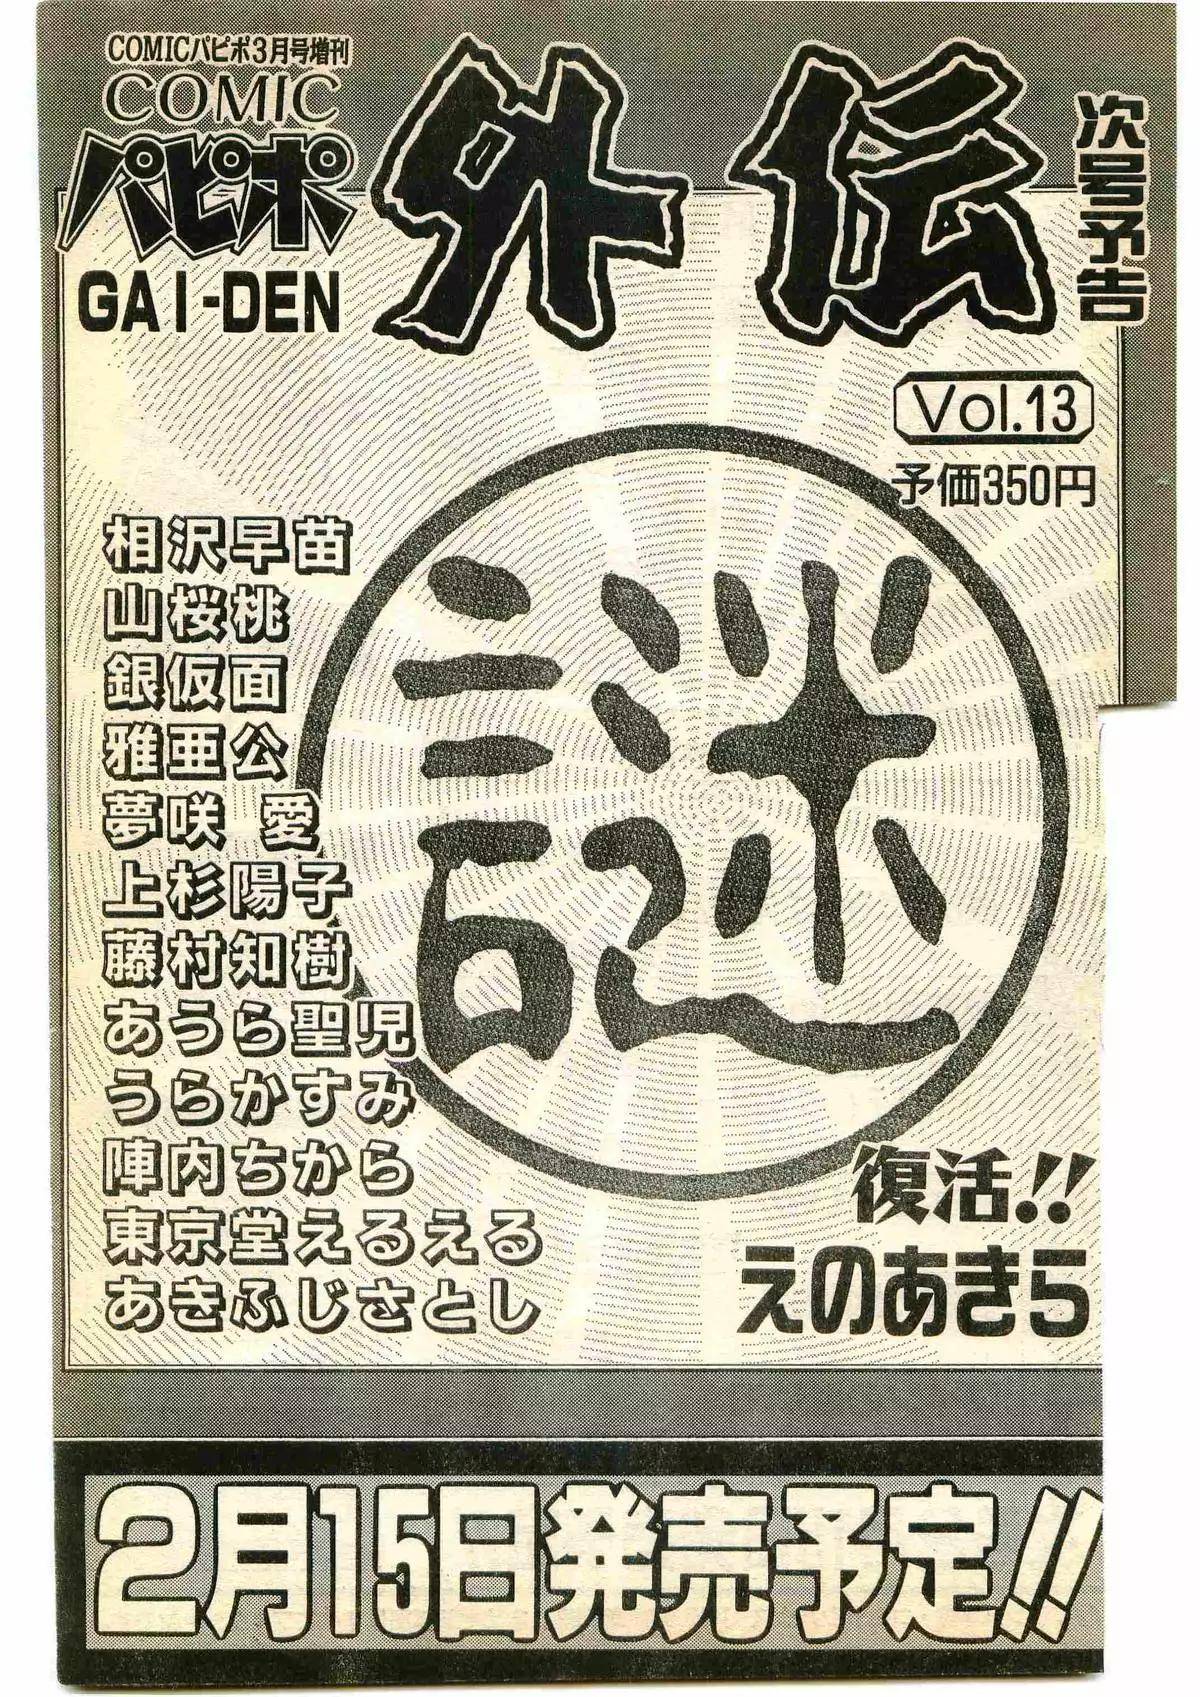 COMICパピポ3月号増刊
COMIC
パピポ
GAI-DEN
外伝
次号予告
Vol.13
予価350円
謎
相沢早苗
山桜桃
銀仮面
雅亜公
夢咲 愛
上杉陽子
藤村知樹
あうら聖児
うらかすみ
陣内ちから
東京堂えるえる
あきふじさとし
復活!!
えのあきら
2月15日発売予定!!